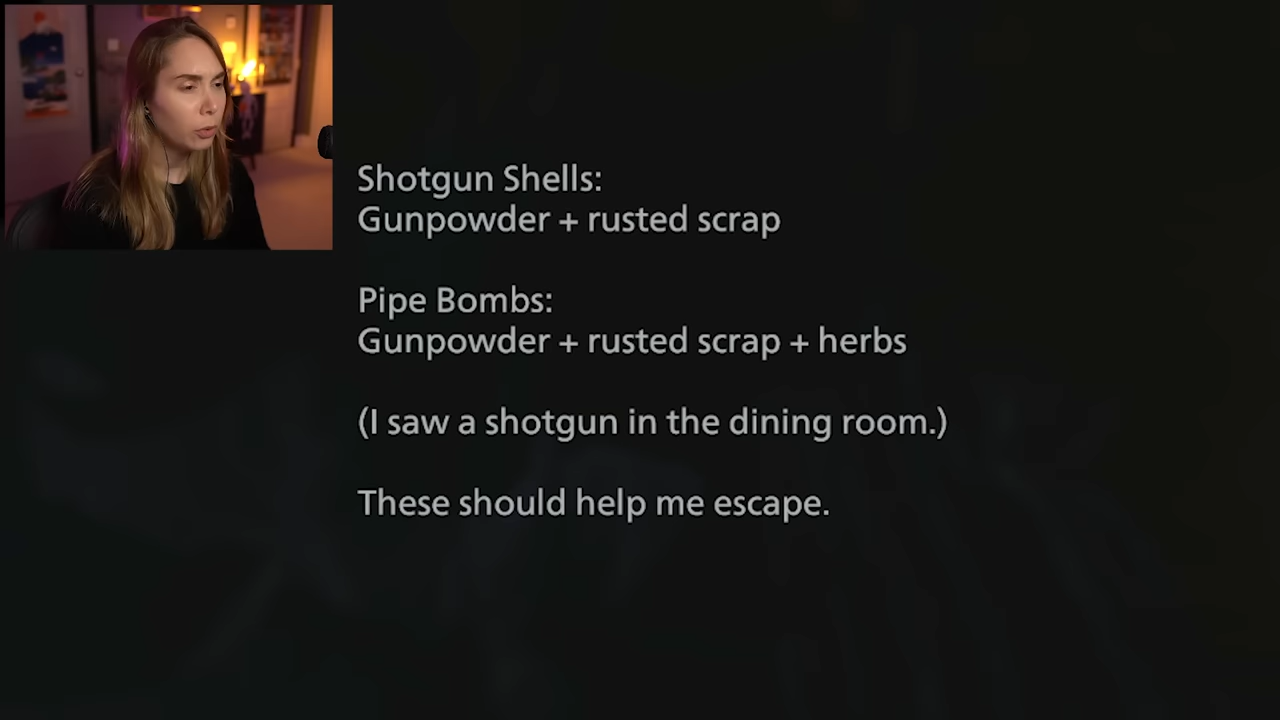 Shotgun Shells:
Gunpowder + rusted scrap
Pipe Bombs:
Gunpowder + rusted scrap + herbs
(I saw a shotgun in the dining room.)
These should help me escape.